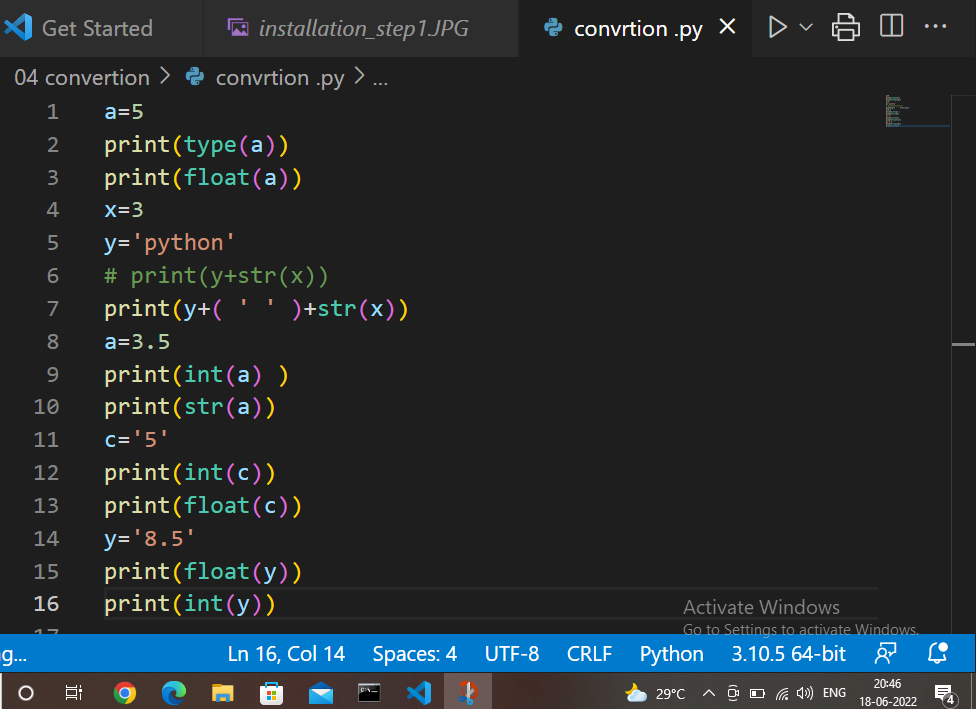 Get Started
installation_step1.JPG
convrtion .py
04 convertion > convrtion .py > ...
1 a=5
2 print(type(a))
3 print(float(a))
4 x=3
5 y='python'
6 # print(y+str(x))
7 print(y+( ' ' )+str(x))
8 a=3.5
9 print(int(a) )
10 print(str(a))
11 c='5'
12 print(int(c))
13 print(float(c))
14 y='8.5'
15 print(float(y))
16 print(int(y))
17
Activate Windows
Go to Settings to activate Windows.
g... Ln 16, Col 14 Spaces: 4 UTF-8 CRLF Python 3.10.5 64-bit
29°C ENG 20:46
18-06-2022
4